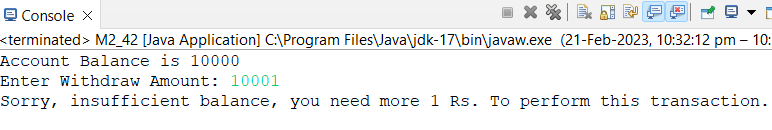 Console
<terminated> M2_42 [Java Application] C:\Program Files\Java\jdk-17\bin\javaw.exe (21-Feb-2023, 10:32:12 pm – 10:
Account Balance is 10000
Enter Withdraw Amount: 10001
Sorry, insufficient balance, you need more 1 Rs. To perform this transaction.